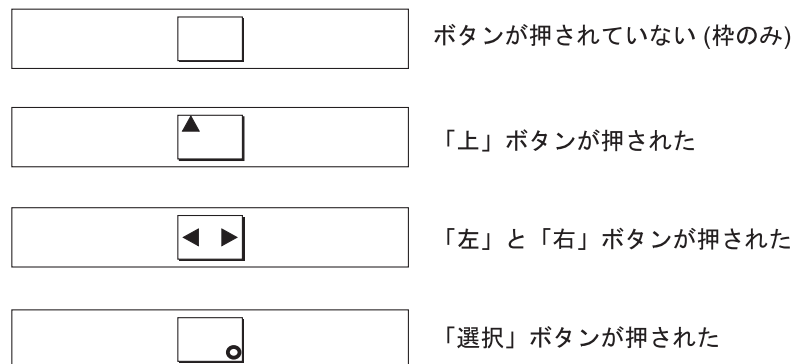 ボタンが押されていない (枠のみ)
「上」ボタンが押された
「左」と「右」ボタンが押された
「選択」ボタンが押された